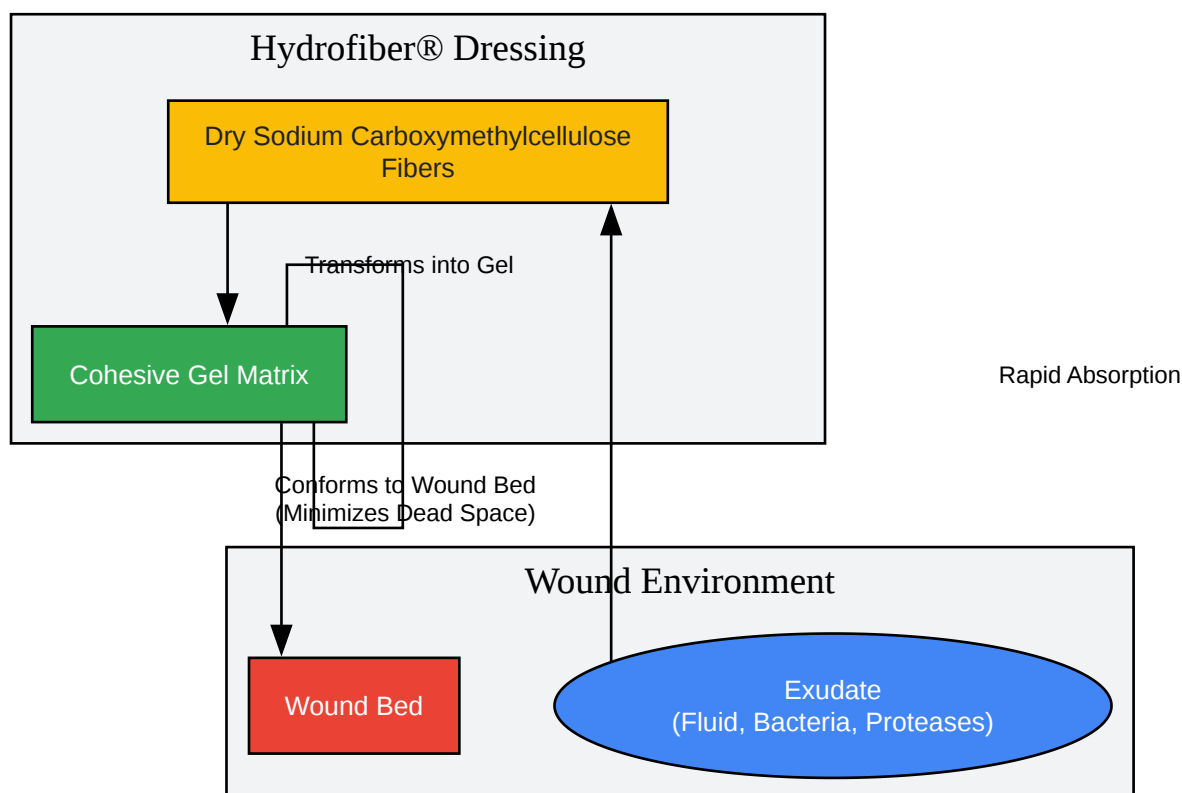 Hydrofiber® Dressing
Dry Sodium Carboxymethylcellulose
Fibers
Transforms into Gel
Cohesive Gel Matrix
Rapid Absorption
Conforms to Wound Bed
(Minimizes Dead Space)
Wound Environment
Wound Bed
Exudate
(Fluid, Bacteria, Proteases)